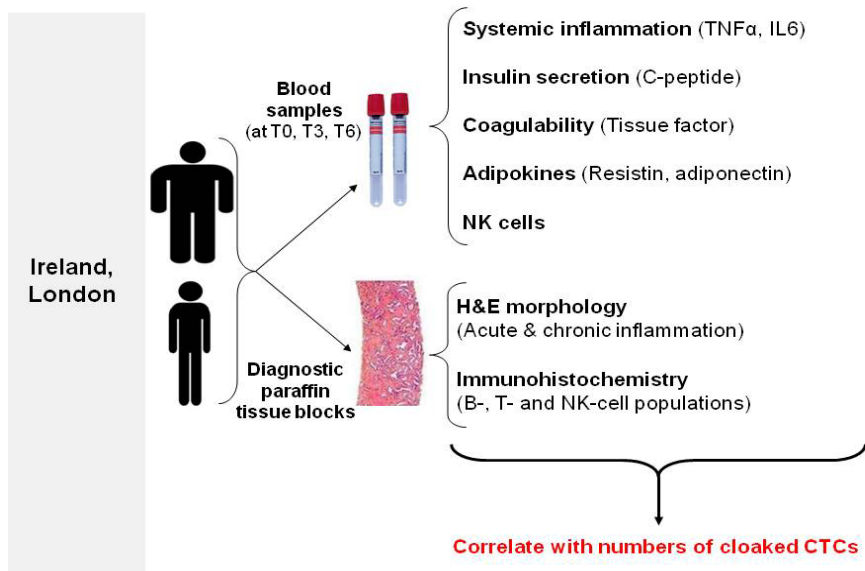 Ireland,
London
Blood
samples
(at T0, T3, T6)
Diagnostic
paraffin
tissue blocks
Systemic inflammation (TNFα, IL6)
Insulin secretion (C-peptide)
Coagulability (Tissue factor)
Adipokines (Resistin, adiponectin)
NK cells
H&E morphology
(Acute & chronic inflammation)
Immunohistochemistry
(B-, T- and NK-cell populations)
Correlate with numbers of cloaked CTCs